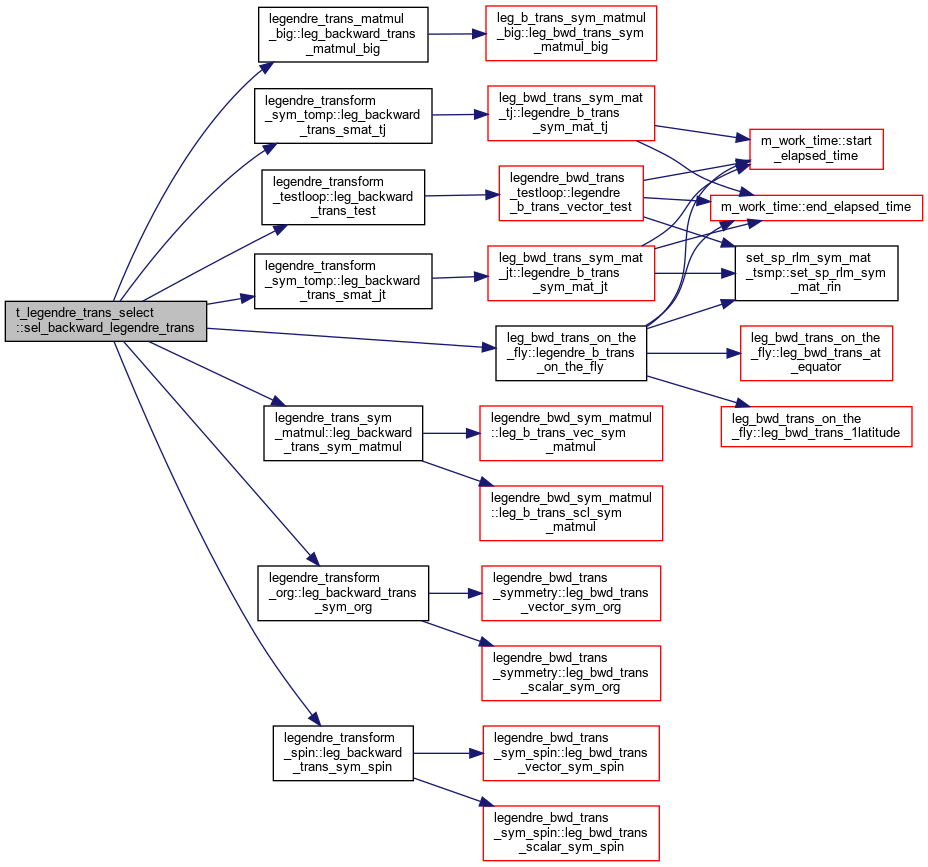 t_legendre_trans_select
::sel_backward_legendre_trans
legendre_trans_matmul
_big::leg_backward_trans
_matmul_big
leg_b_trans_sym_matmul
_big::leg_bwd_trans_sym
_matmul_big
legendre_transform
_sym_tomp::leg_backward
_trans_smat_tj
leg_bwd_trans_sym_mat
_tj::legendre_b_trans
_sym_mat_tj
m_work_time::start
_elapsed_time
legendre_transform
_testloop::leg_backward
_trans_test
legendre_bwd_trans
_testloop::legendre
_b_trans_vector_test
m_work_time::end_elapsed_time
legendre_transform
_sym_tomp::leg_backward
_trans_smat_jt
leg_bwd_trans_sym_mat
_jt::legendre_b_trans
_sym_mat_jt
set_sp_rlm_sym_mat
_tsmp::set_sp_rlm_sym
_mat_rin
leg_bwd_trans_on_the
_fly::legendre_b_trans
_on_the_fly
leg_bwd_trans_on_the
_fly::leg_bwd_trans_at
_equator
leg_bwd_trans_on_the
_fly::leg_bwd_trans_1latitude
legendre_trans_sym
_matmul::leg_backward
_trans_sym_matmul
legendre_bwd_sym_matmul
::leg_b_trans_vec_sym
_matmul
legendre_bwd_sym_matmul
::leg_b_trans_scl_sym
_matmul
legendre_transform
_org::leg_backward_trans
_sym_org
legendre_bwd_trans
_symmetry::leg_bwd_trans
_vector_sym_org
legendre_bwd_trans
_symmetry::leg_bwd_trans
_scalar_sym_org
legendre_transform
_spin::leg_backward
_trans_sym_spin
legendre_bwd_trans
_sym_spin::leg_bwd_trans
_vector_sym_spin
legendre_bwd_trans
_sym_spin::leg_bwd_trans
_scalar_sym_spin